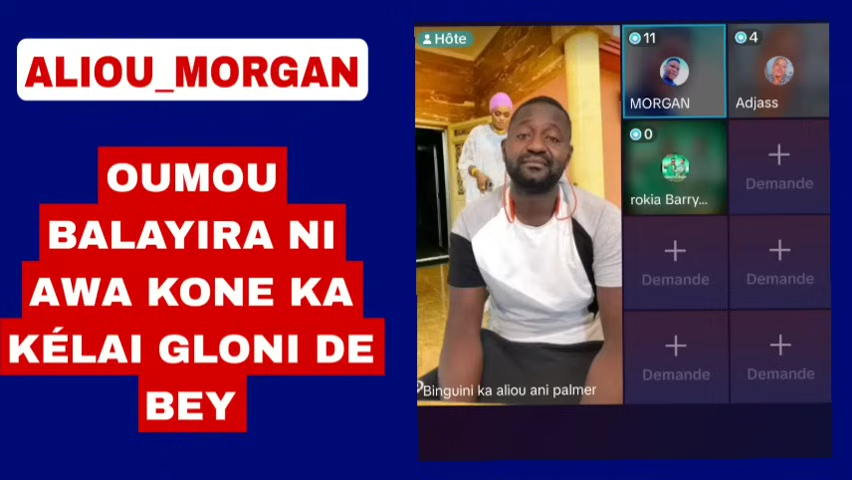 ALIOU_MORGAN
OUMOU
BALAYIRA NI
AWA KONE KA
KÉLAI GLONI DE
BEY
Hôte
11
MORGAN
4
Adjass
0
rokia Barry...
Demande
Demande
Demande
Demande
Demande
Binguini ka aliou ani palmer